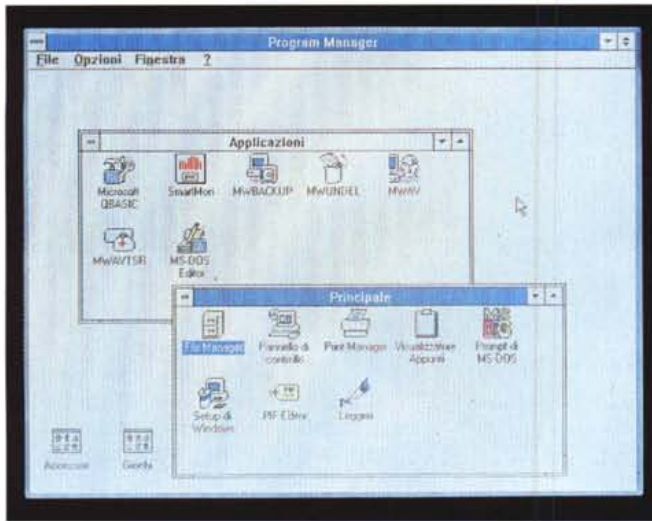 Program Manager
File Opzioni Finestra ?
Applicazioni
Microsoft QBASIC
SmartMon
MWBACKUP
MWUNDEL
MWAV
MWAVTSR
MS-DOS Editor
Principale
File Manager
Pannello di controllo
Print Manager
Visualizzatore Appunti
Prompt di MS-DOS
Setup di Windows
PIF Editor
Leggimi
Giochi